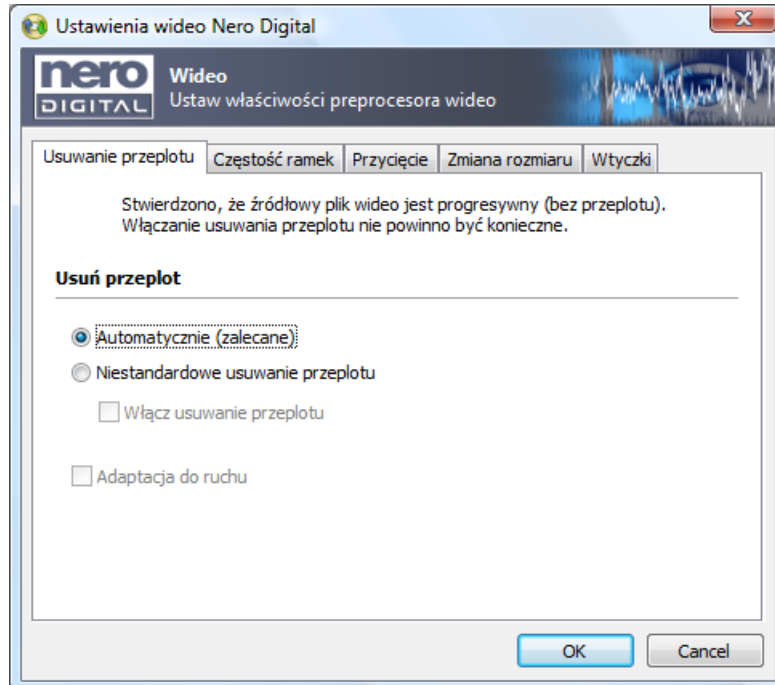 Ustawienia wideo Nero Digital
nero
DIGITAL
Wideo
Ustaw właściwości preprocesora wideo
Usuwanie przeplotu
Częstość ramek
Przycięcie
Zmiana rozmiaru
Wtyczki
Stwierdzono, że źródłowy plik wideo jest progresywny (bez przeplotu).
Włączanie usuwania przeplotu nie powinno być konieczne.
Usuń przeplot
Automatycznie (zalecane)
Niestandardowe usuwanie przeplotu
Włącz usuwanie przeplotu
Adaptacja do ruchu
OK
Cancel